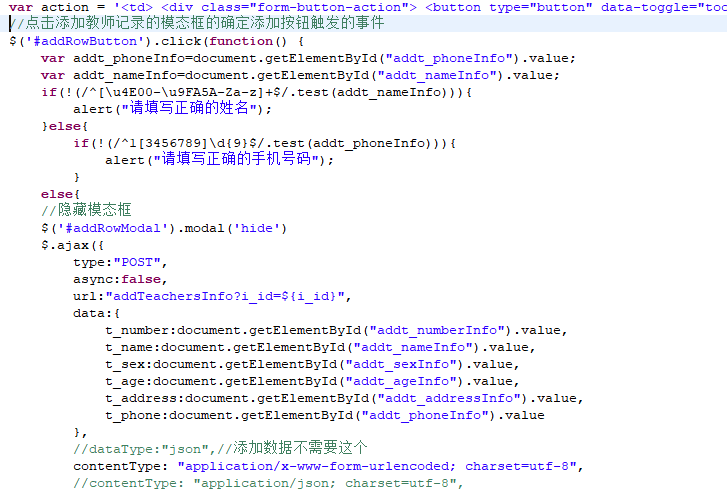 var action = '<td> <div class="form-button-action"> <button type="button" data-toggle="too
//点击添加教师记录的模态框的确定添加按钮触发的事件
$('#addRowButton').click(function() {
    var addt_phoneInfo=document.getElementById("addt_phoneInfo").value;
    var addt_nameInfo=document.getElementById("addt_nameInfo").value;
    if(!(/^[\u4E00-\u9FA5A-Za-z]+$/.test(addt_nameInfo))){
        alert("请填写正确的姓名");
    }else{
        if(!(/^1[3456789]\d{9}$/.test(addt_phoneInfo))){
            alert("请填写正确的手机号码");
        }
    else{
    //隐藏模态框
    $('#addRowModal').modal('hide')
    $.ajax({
        type:"POST",
        async:false,
        url:"addTeachersInfo?i_id=${i_id}",
        data:{
            t_number:document.getElementById("addt_numberInfo").value,
            t_name:document.getElementById("addt_nameInfo").value,
            t_sex:document.getElementById("addt_sexInfo").value,
            t_age:document.getElementById("addt_ageInfo").value,
            t_address:document.getElementById("addt_addressInfo").value,
            t_phone:document.getElementById("addt_phoneInfo").value
        },
        //dataType:"json",//添加数据不需要这个
        contentType: "application/x-www-form-urlencoded; charset=utf-8",
        //contentType: "application/json; charset=utf-8",